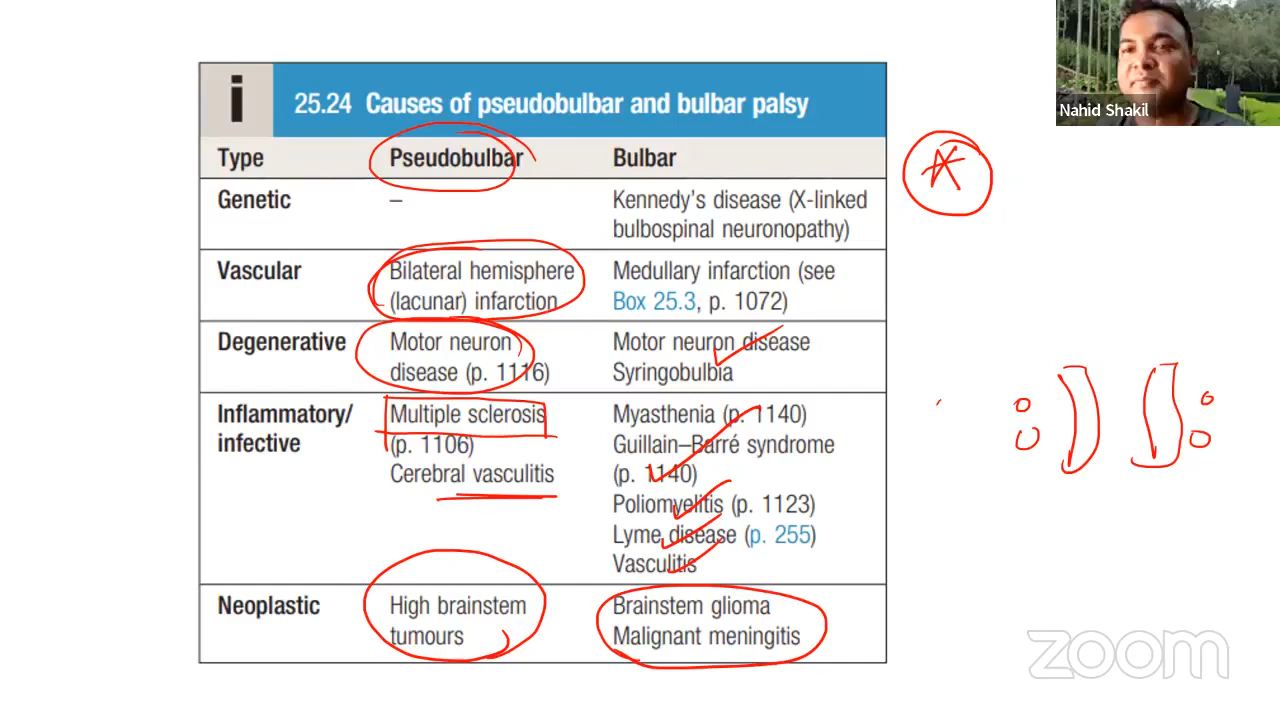 Nahid Shakil
i
25.24 Causes of pseudobulbar and bulbar palsy
Type Pseudobulbar Bulbar
Genetic – Kennedy's disease (X-linked
bulbospinal neuronopathy)
Vascular Bilateral hemisphere Medullary infarction (see
(lacunar) infarction Box 25.3, p. 1072)
Degenerative Motor neuron Motor neuron disease
disease (p. 1116) Syringobulbia
Inflammatory/ Multiple sclerosis Myasthenia (p. 1140)
infective (p. 1106) Guillain–Barré syndrome
Cerebral vasculitis (p. 1140)
Poliomyelitis (p. 1123)
Lyme disease (p. 255)
Vasculitis
Neoplastic High brainstem Brainstem glioma
tumours Malignant meningitis
zoom